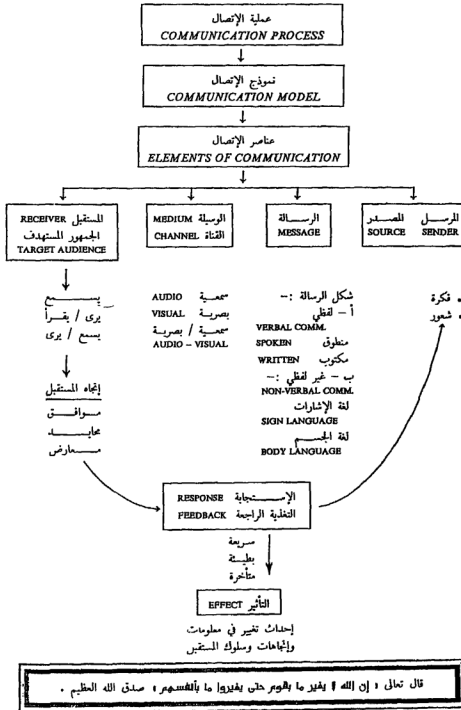 عملية الإتصال
COMMUNICATION PROCESS
نموذج الإتصال
COMMUNICATION MODEL
عناصر الإتصال
ELEMENTS OF COMMUNICATION
المرسل المصدر
SOURCE SENDER
الرسالة
MESSAGE
الوسيلة MEDIUM
القناة CHANNEL
المستقبل RECEIVER
الجمهور المستهدف
TARGET AUDIENCE
فكرة
شعور
شكل الرسالة :-
أ - لفظي
VERBAL COMM.
منطوق SPOKEN
مكتوب WRITTEN
ب - غير لفظي :-
NON-VERBAL COMM.
لغة الإشارات
SIGN LANGUAGE
لغة الجسم
BODY LANGUAGE
سمعية AUDIO
بصرية VISUAL
سمعية / بصرية
AUDIO - VISUAL
يسمع
يرى / يقرأ
يسمع / يرى
إتجاه المستقبل
موافق
محايد
معارض
الإستجابة RESPONSE
التغذية الراجعة FEEDBACK
سريعة
بطيئة
متأخرة
التأثير EFFECT
إحداث تغيير في معلومات
وإتجاهات وسلوك المستقبل
قال تعالى : إن الله لا يغير ما بقوم حتى يغيروا ما بأنفسهم ، صدق الله العظيم .